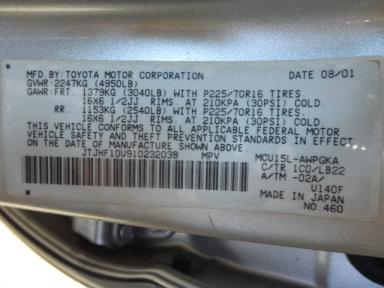 MFD. BY TOYOTA MOTOR CORPORATION DATE 08/01
GVWR: 2247KG (4950LB)
GAWR: FRT. 1379KG (3040LB) WITH P225/70R16 TIRES.
16X6 1/2JJ RIMS. AT 210KPA (30PSI) COLD.
RR. 1153KG (2540LB) WITH P225/70R16 TIRES.
16X6 1/2JJ RIMS. AT 210KPA (30PSI) COLD.
THIS VEHICLE CONFORMS TO ALL APPLICABLE FEDERAL MOTOR
VEHICLE SAFETY AND THEFT PREVENTION STANDARDS IN EFFECT
ON THE DATE OF MANUFACTURE SHOWN ABOVE.
JTJHF10U910232038 MPV MCU15L-AWPGKA
C/TR 1C0/LB22
A/TM -02A/
U140F
MADE IN JAPAN
NO. 460